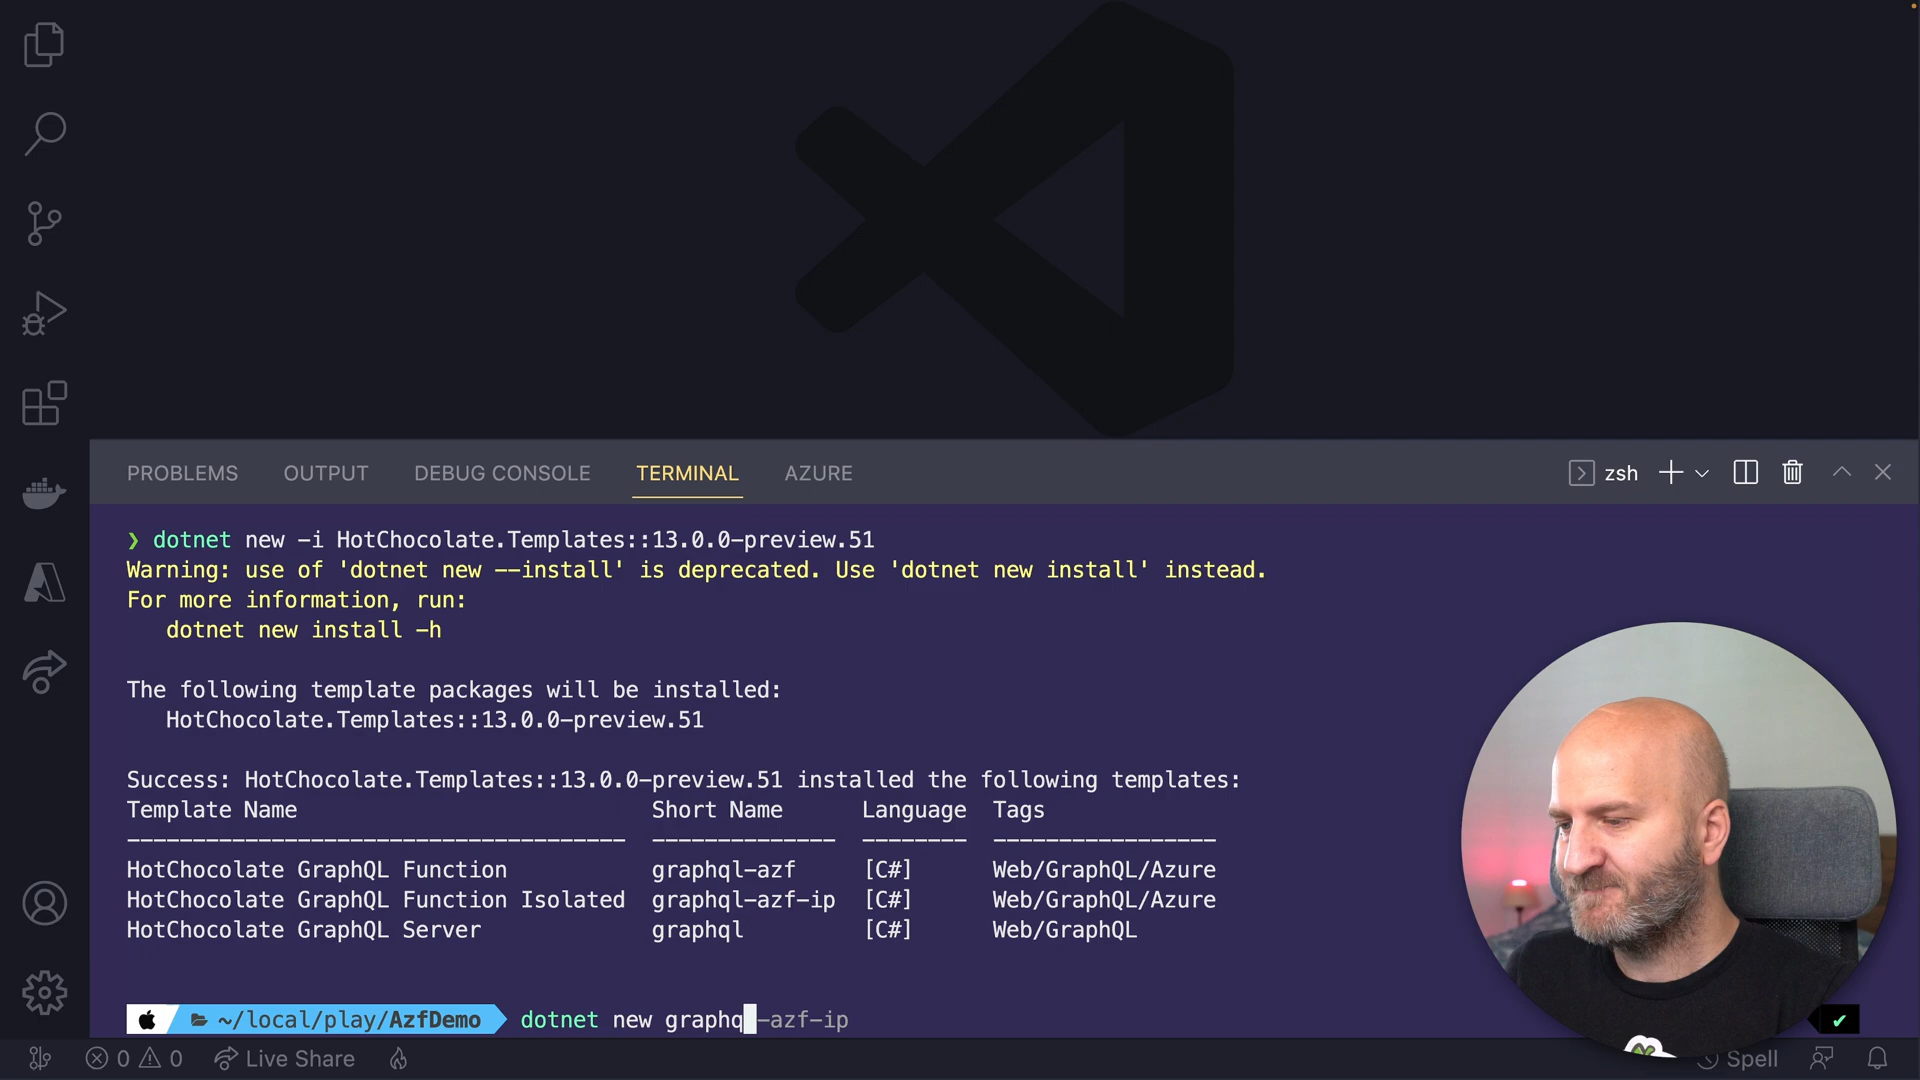 PROBLEMS OUTPUT DEBUG CONSOLE TERMINAL AZURE zsh
❯ dotnet new -i HotChocolate.Templates::13.0.0-preview.51
Warning: use of 'dotnet new --install' is deprecated. Use 'dotnet new install' instead.
For more information, run:
dotnet new install -h
The following template packages will be installed:
HotChocolate.Templates::13.0.0-preview.51
Success: HotChocolate.Templates::13.0.0-preview.51 installed the following templates:
Template Name Short Name Language Tags
-------------------------------------- -------------- -------- -----------------
HotChocolate GraphQL Function graphql-azf [C#] Web/GraphQL/Azure
HotChocolate GraphQL Function Isolated graphql-azf-ip [C#] Web/GraphQL/Azure
HotChocolate GraphQL Server graphql [C#] Web/GraphQL
~/local/play/AzfDemo dotnet new graphq -azf-ip
0 0 Live Share Spell